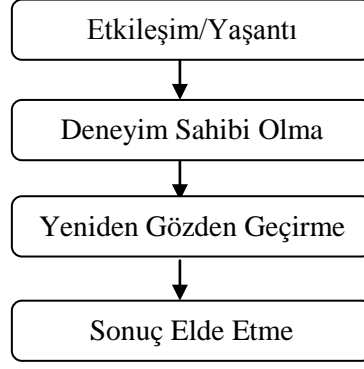 Etkileşim/Yaşantı
Deneyim Sahibi Olma
Yeniden Gözden Geçirme
Sonuç Elde Etme